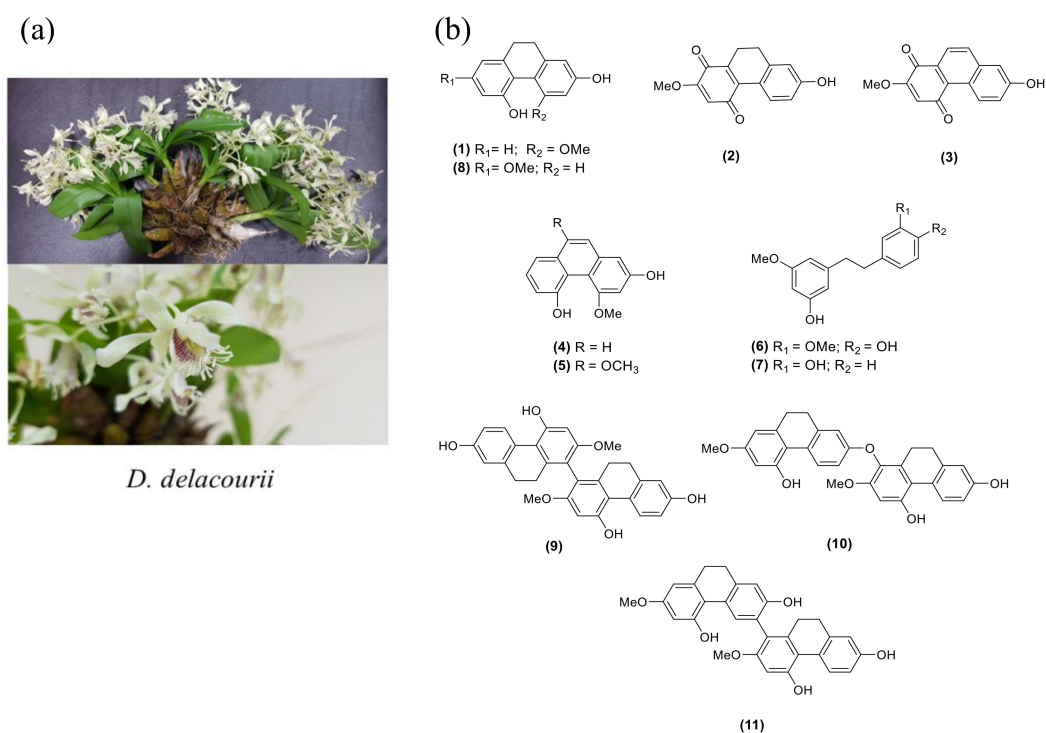 (a)
(b)
R1
OH
OH
R2
(1) R1= H; R2 = OMe
(8) R1= OMe; R2 = H
O
MeO
O
OH
(2)
O
MeO
O
OH
(3)
R
OH
OH
OMe
(4) R = H
(5) R = OCH3
R1
R2
MeO
OH
(6) R1 = OMe; R2 = OH
(7) R1 = OH; R2 = H
HO
HO
OMe
MeO
OH
OH
(9)
MeO
O
OH
MeO
OH
OH
(10)
MeO
OH
OH
MeO
OH
OH
(11)
D. delacourii